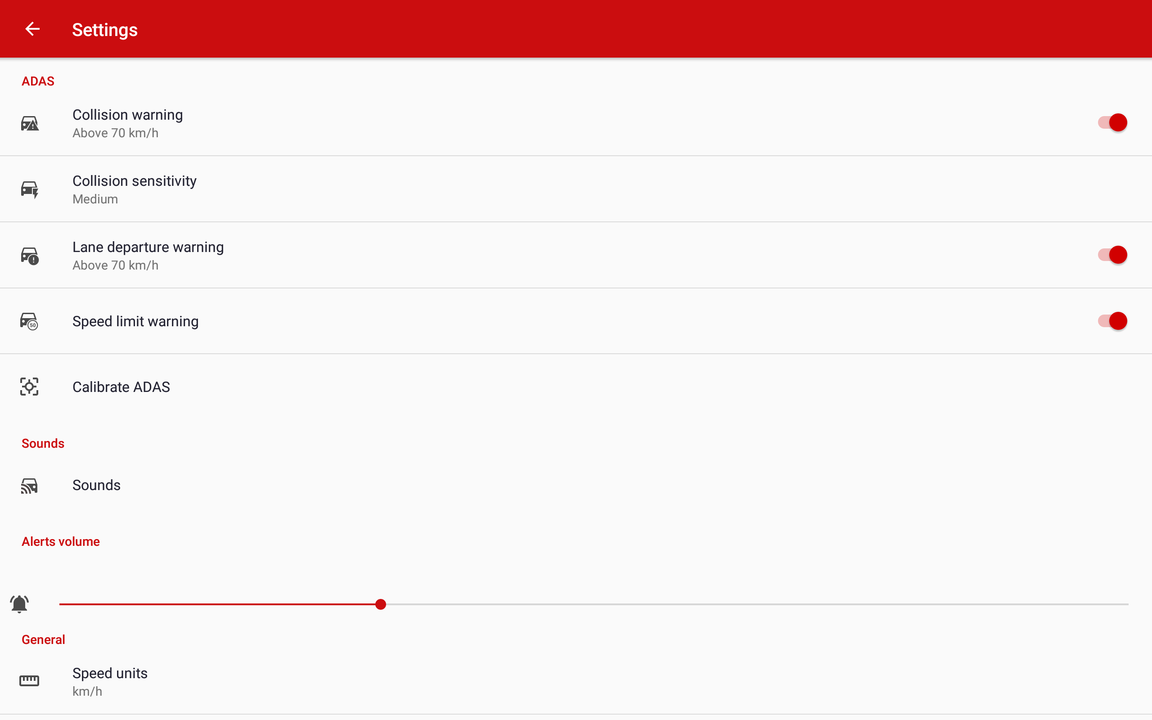 Settings
ADAS
Collision warning
Above 70 km/h
Collision sensitivity
Medium
Lane departure warning
Above 70 km/h
Speed limit warning
Calibrate ADAS
Sounds
Sounds
Alerts volume
General
Speed units
km/h